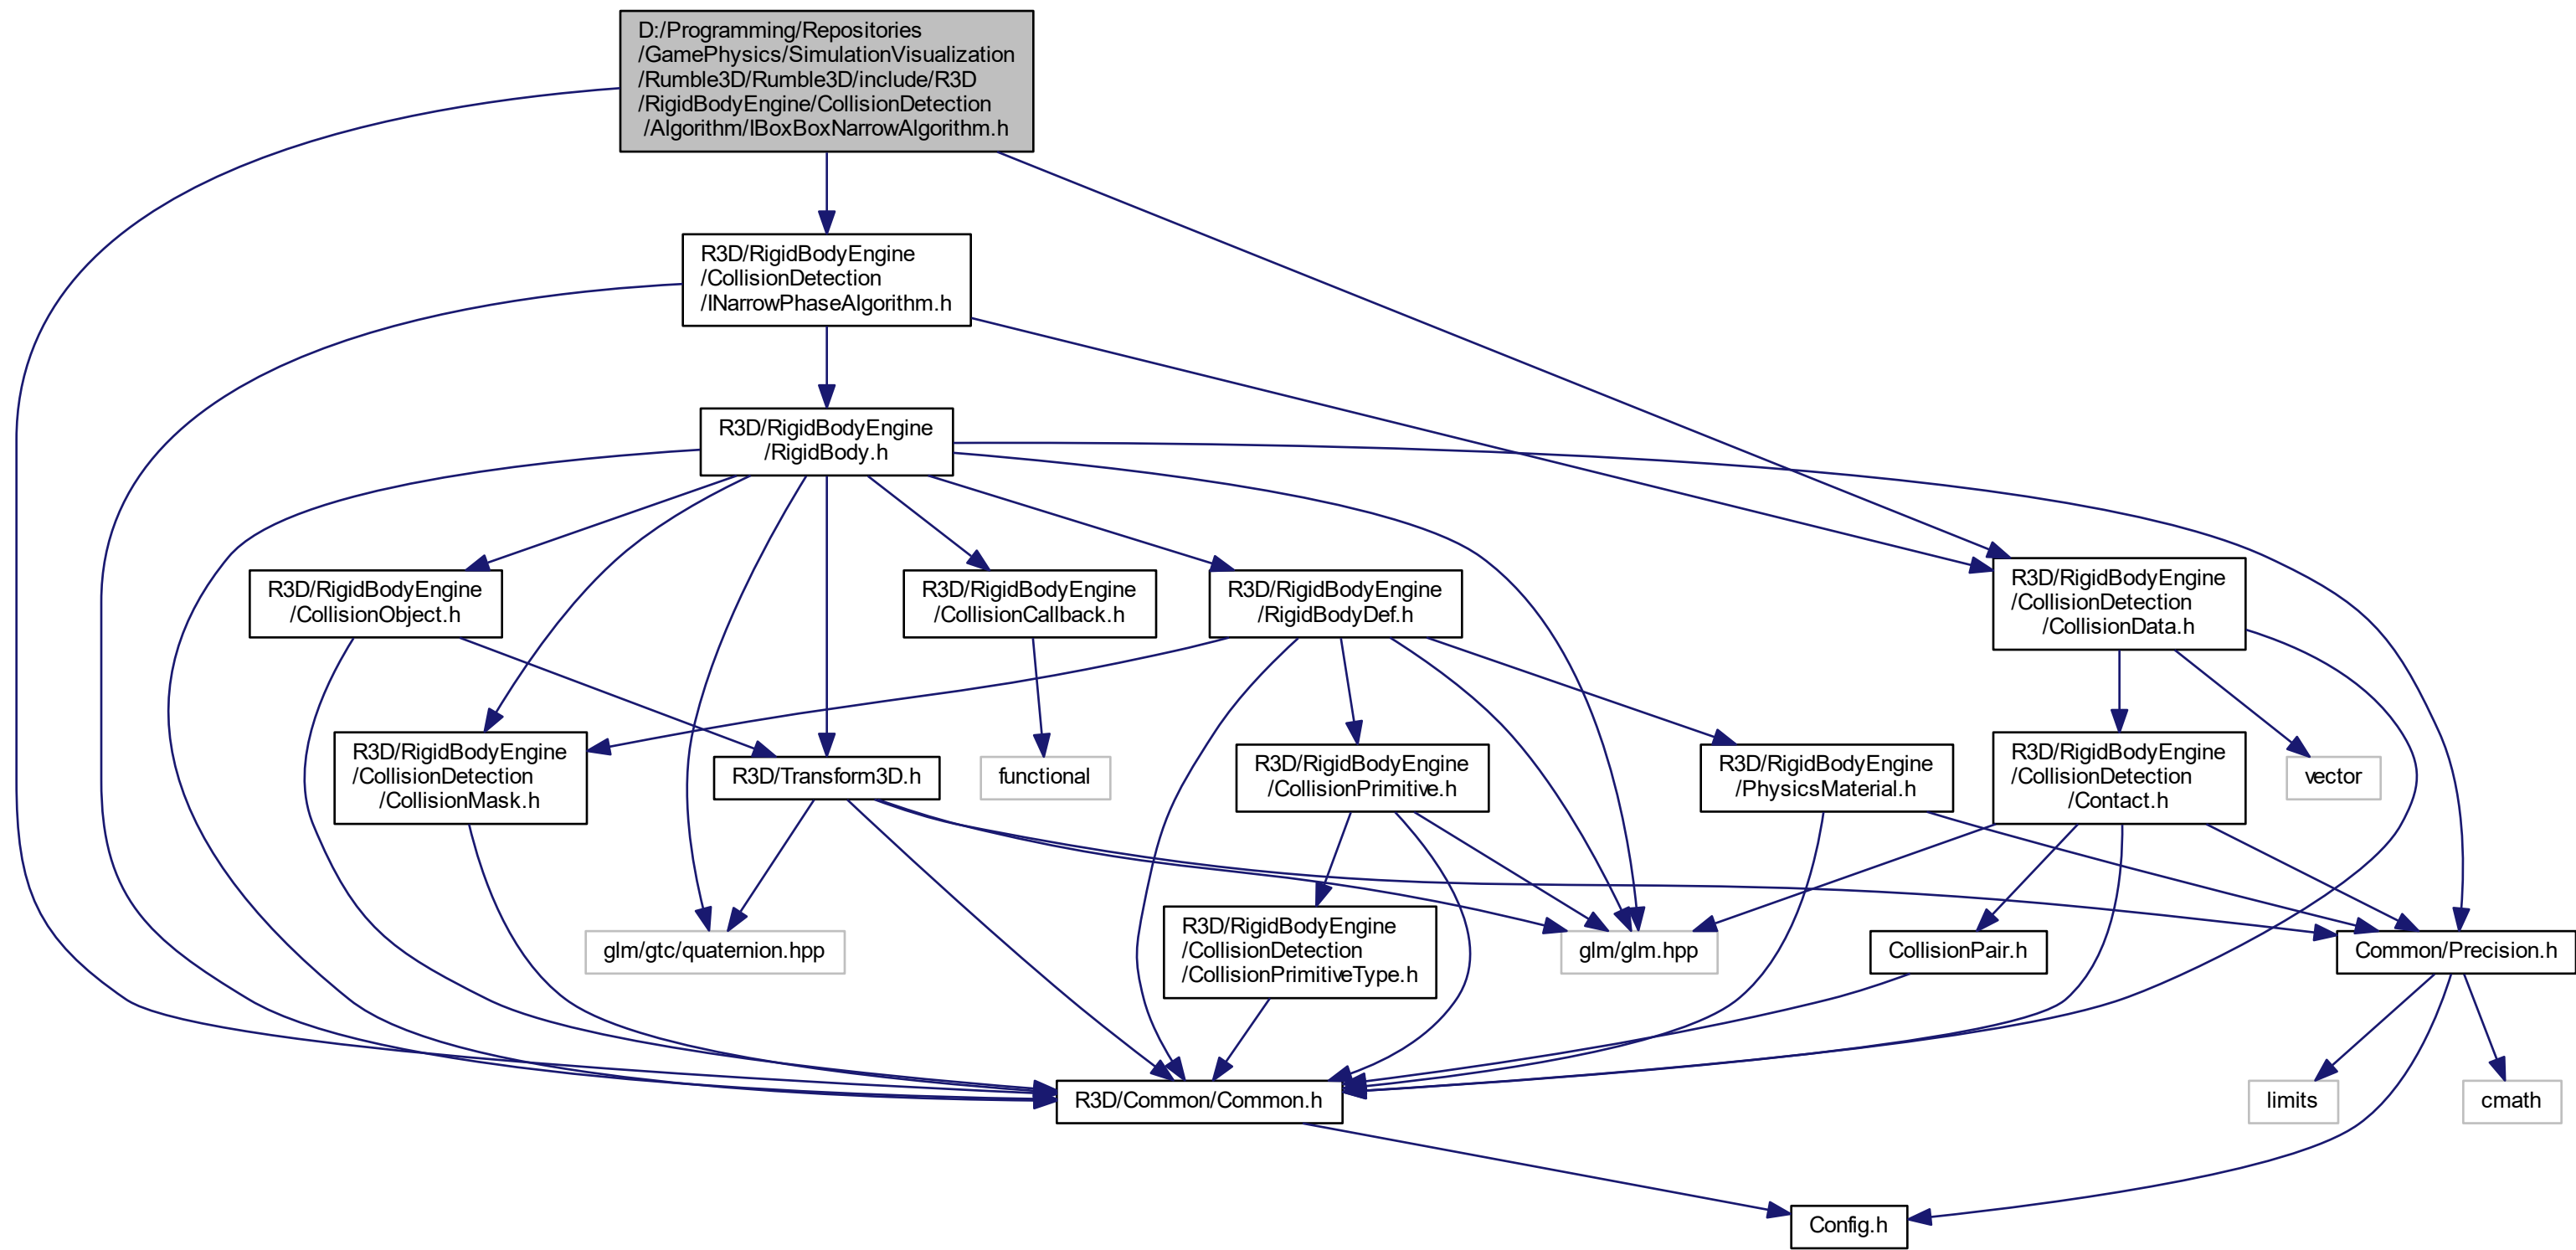 D:/Programming/Repositories
/GamePhysics/SimulationVisualization
/Rumble3D/Rumble3D/include/R3D
/RigidBodyEngine/CollisionDetection
/Algorithm/IBoxBoxNarrowAlgorithm.h
R3D/RigidBodyEngine
/CollisionDetection
/INarrowPhaseAlgorithm.h
R3D/RigidBodyEngine
/RigidBody.h
R3D/RigidBodyEngine
/CollisionObject.h
R3D/RigidBodyEngine
/CollisionCallback.h
R3D/RigidBodyEngine
/RigidBodyDef.h
R3D/RigidBodyEngine
/CollisionDetection
/CollisionData.h
R3D/RigidBodyEngine
/CollisionDetection
/CollisionMask.h
R3D/Transform3D.h
functional
R3D/RigidBodyEngine
/CollisionPrimitive.h
R3D/RigidBodyEngine
/PhysicsMaterial.h
R3D/RigidBodyEngine
/CollisionDetection
/Contact.h
vector
glm/gtc/quaternion.hpp
R3D/RigidBodyEngine
/CollisionDetection
/CollisionPrimitiveType.h
glm/glm.hpp
CollisionPair.h
Common/Precision.h
R3D/Common/Common.h
limits
cmath
Config.h